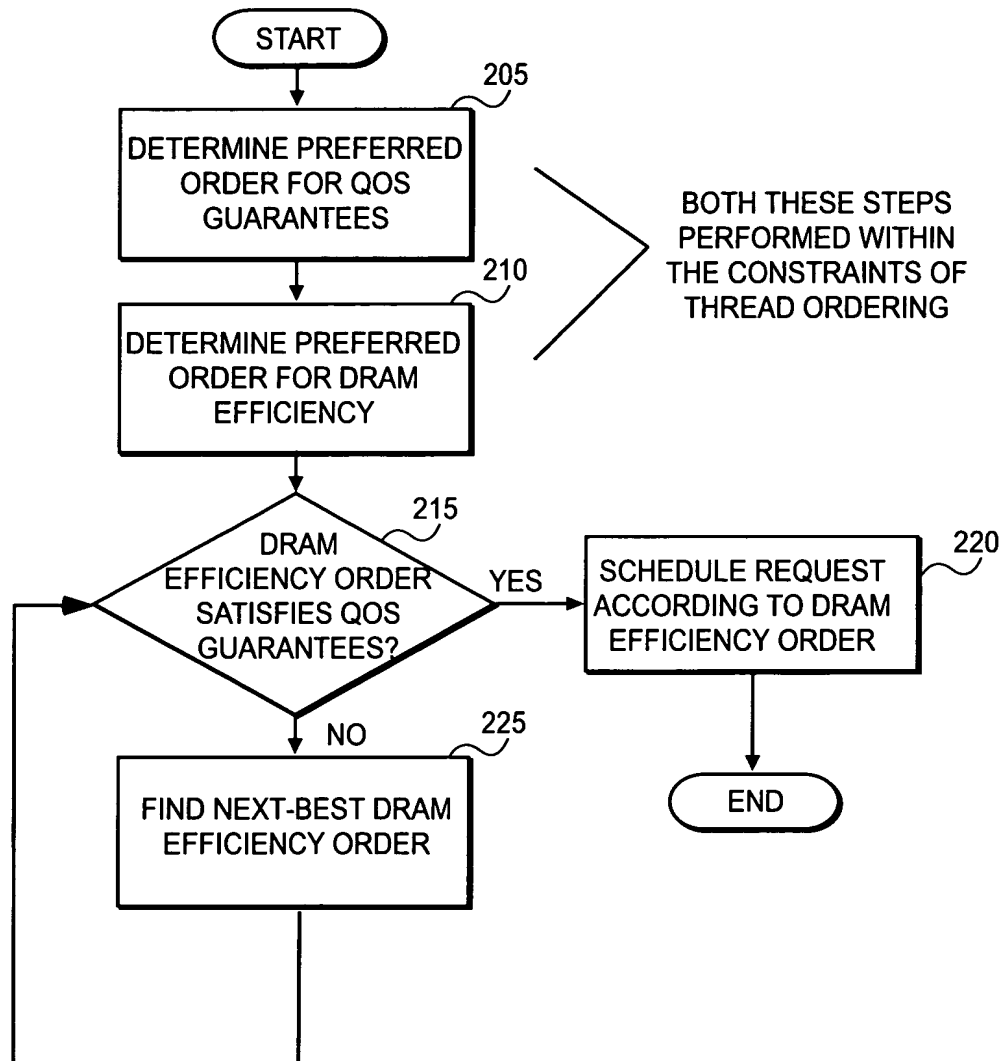 START
205
DETERMINE PREFERRED
ORDER FOR QOS
GUARANTEES
BOTH THESE STEPS
PERFORMED WITHIN
THE CONSTRAINTS OF
THREAD ORDERING
210
DETERMINE PREFERRED
ORDER FOR DRAM
EFFICIENCY
215
DRAM
EFFICIENCY ORDER
SATISFIES QOS
GUARANTEES?
YES
220
SCHEDULE REQUEST
ACCORDING TO DRAM
EFFICIENCY ORDER
NO
225
FIND NEXT-BEST DRAM
EFFICIENCY ORDER
END